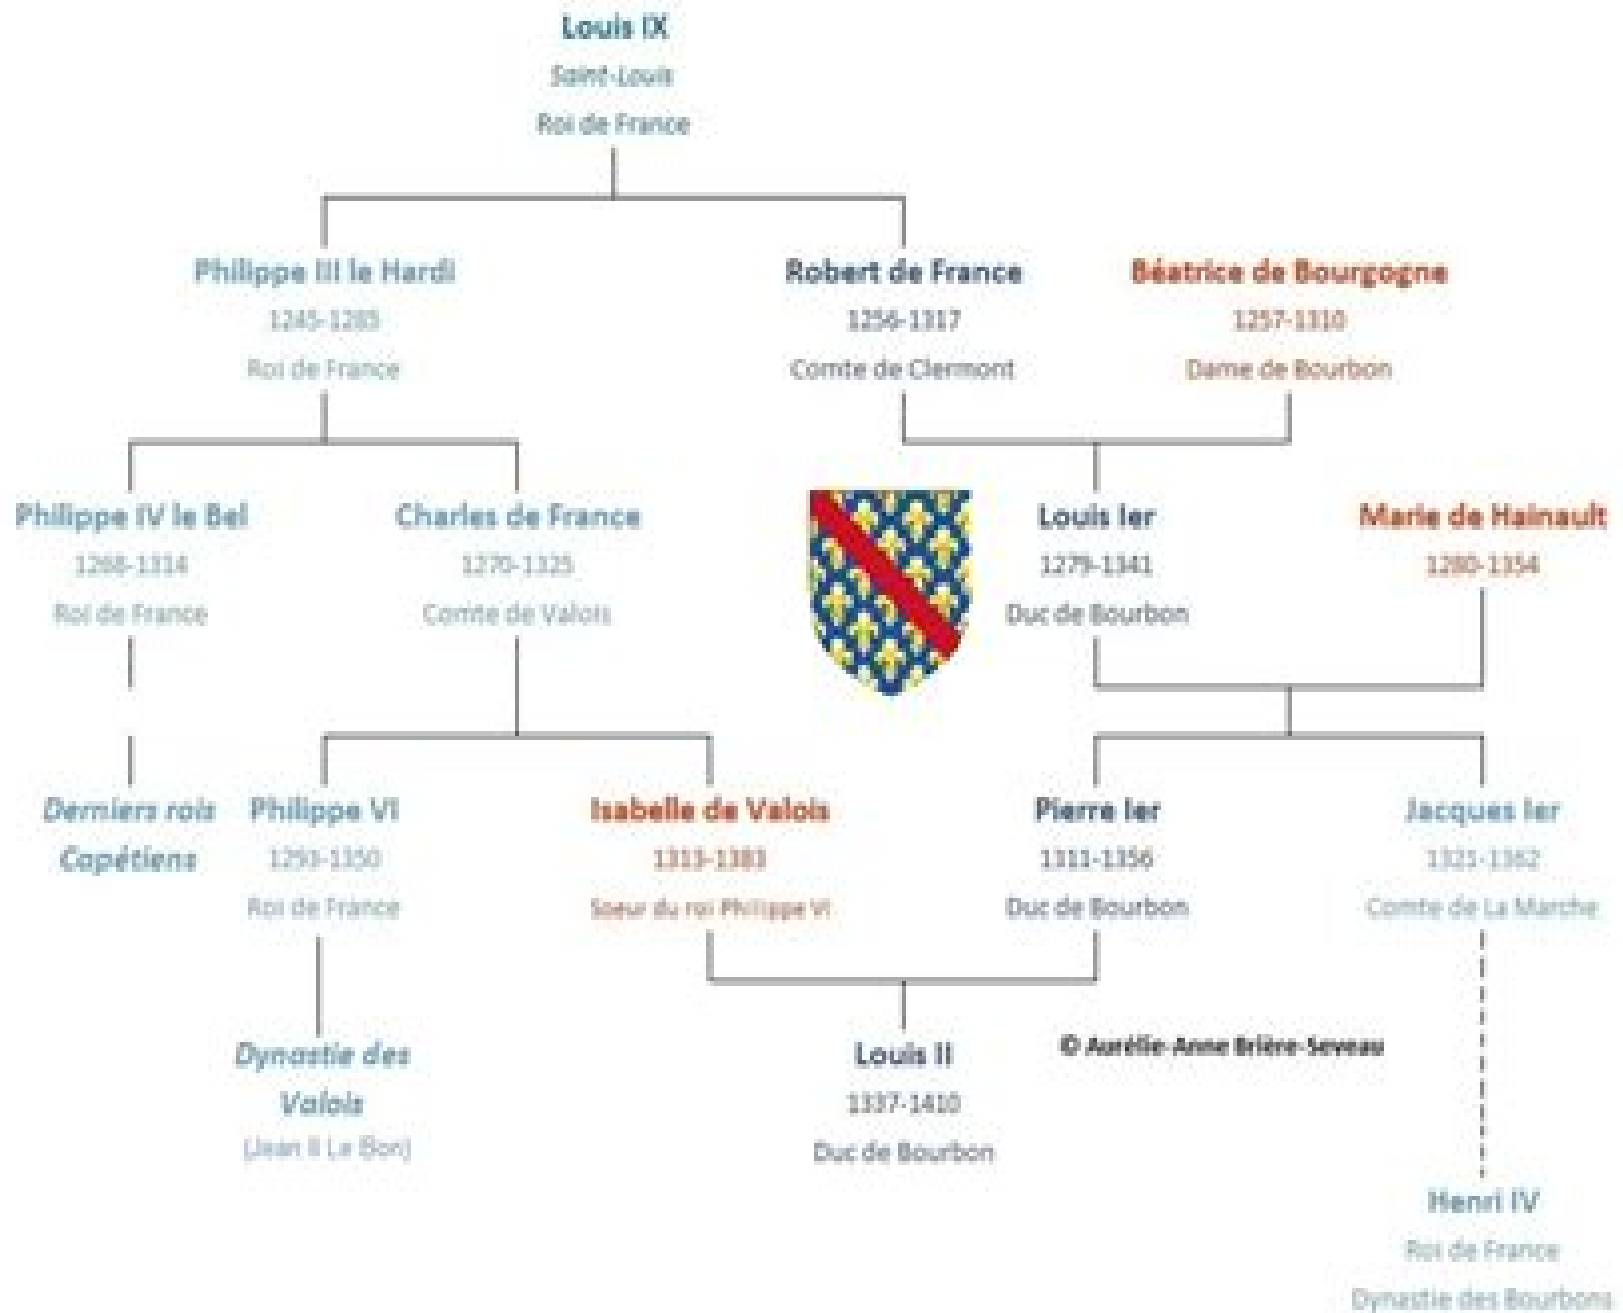 Louis IX
Saint-Louis
Roi de France
Philippe III le Hardi
1245-1285
Roi de France
Robert de France
1256-1317
Comte de Clermont
Béatrice de Bourgogne
1257-1310
Dame de Bourbon
Philippe IV le Bel
1268-1314
Roi de France
Charles de France
1270-1325
Comte de Valois
Louis Ier
1279-1341
Duc de Bourbon
Marie de Hainault
1280-1354
Derniers rois
Capétiens
Philippe VI
1293-1350
Roi de France
Isabelle de Valois
1313-1383
Soeur du roi Philippe VI
Pierre Ier
1311-1356
Duc de Bourbon
Jacques Ier
1321-1362
Comte de La Marche
Dynastie des
Valois
(Jean II Le Bon)
Louis II
1337-1410
Duc de Bourbon
© Aurélie-Anne Brière-Seveau
Henri IV
Roi de France
Dynastie des Bourbons